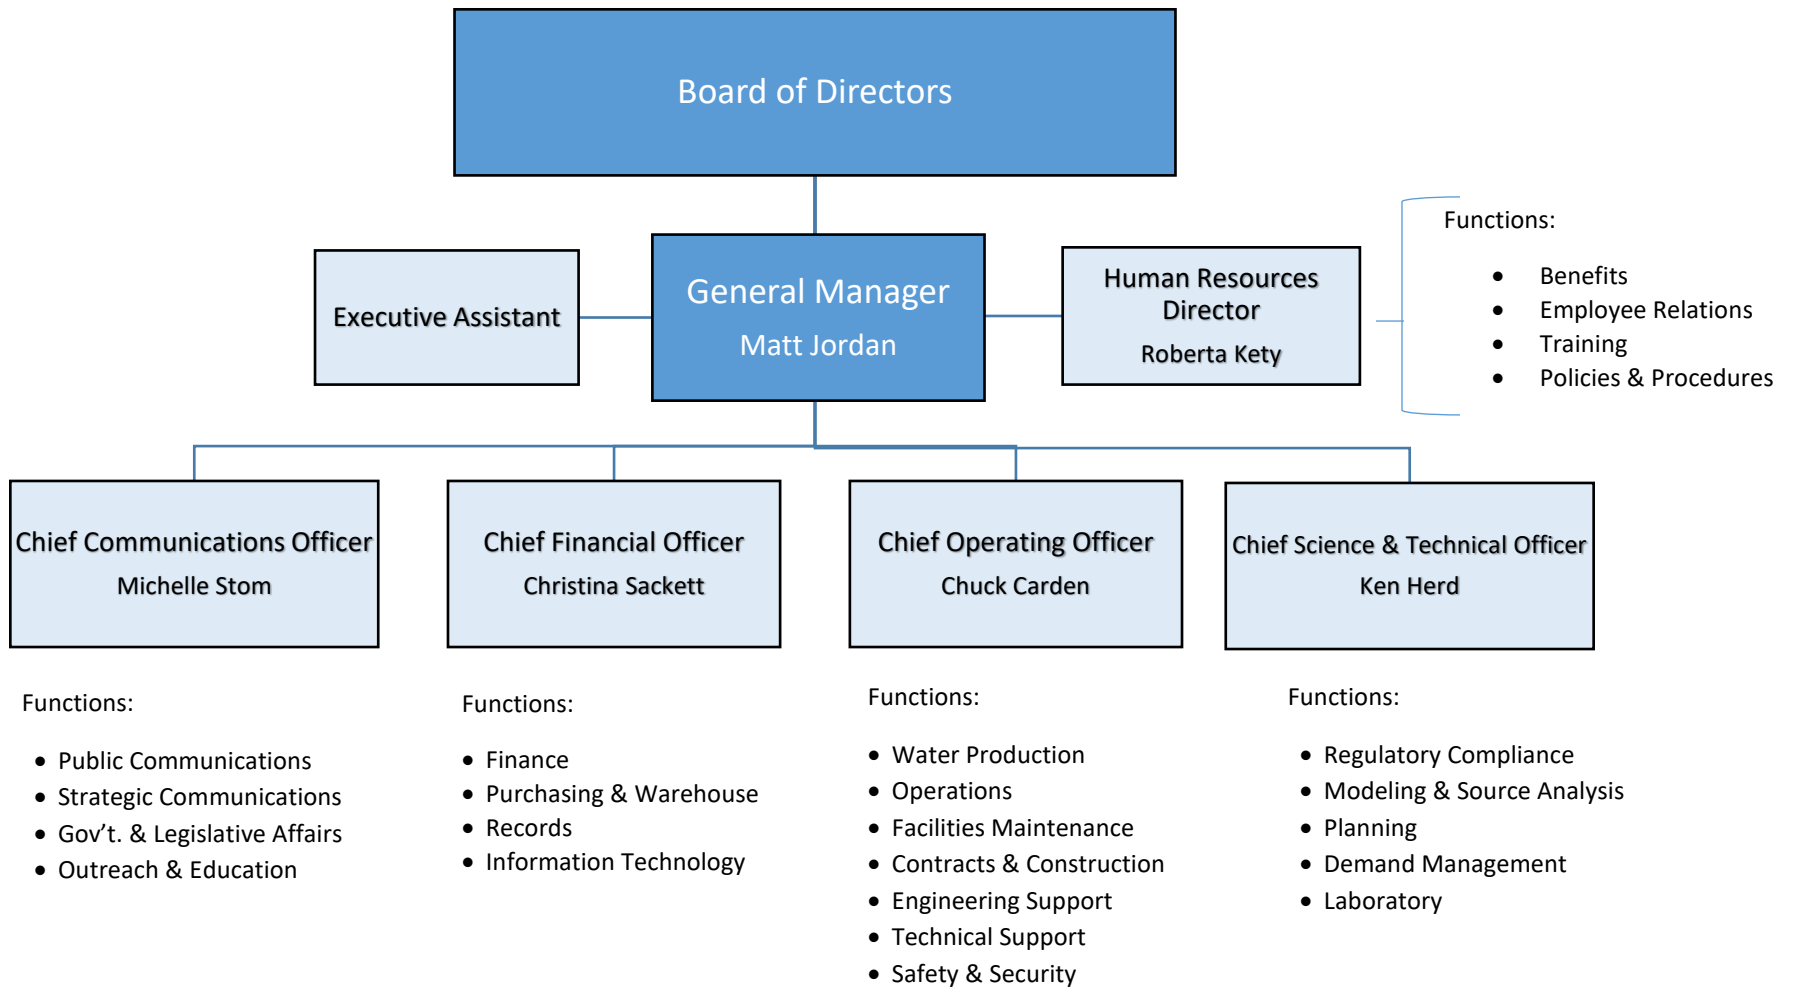 Board of Directors
Executive Assistant
General Manager
Matt Jordan
Human Resources
Director
Roberta Kety
Functions:
• Benefits
• Employee Relations
• Training
• Policies & Procedures
Chief Communications Officer
Michelle Stom
Chief Financial Officer
Christina Sackett
Chief Operating Officer
Chuck Carden
Chief Science & Technical Officer
Ken Herd
Functions:
• Public Communications
• Strategic Communications
• Gov’t. & Legislative Affairs
• Outreach & Education
Functions:
• Finance
• Purchasing & Warehouse
• Records
• Information Technology
Functions:
• Water Production
• Operations
• Facilities Maintenance
• Contracts & Construction
• Engineering Support
• Technical Support
• Safety & Security
Functions:
• Regulatory Compliance
• Modeling & Source Analysis
• Planning
• Demand Management
• Laboratory